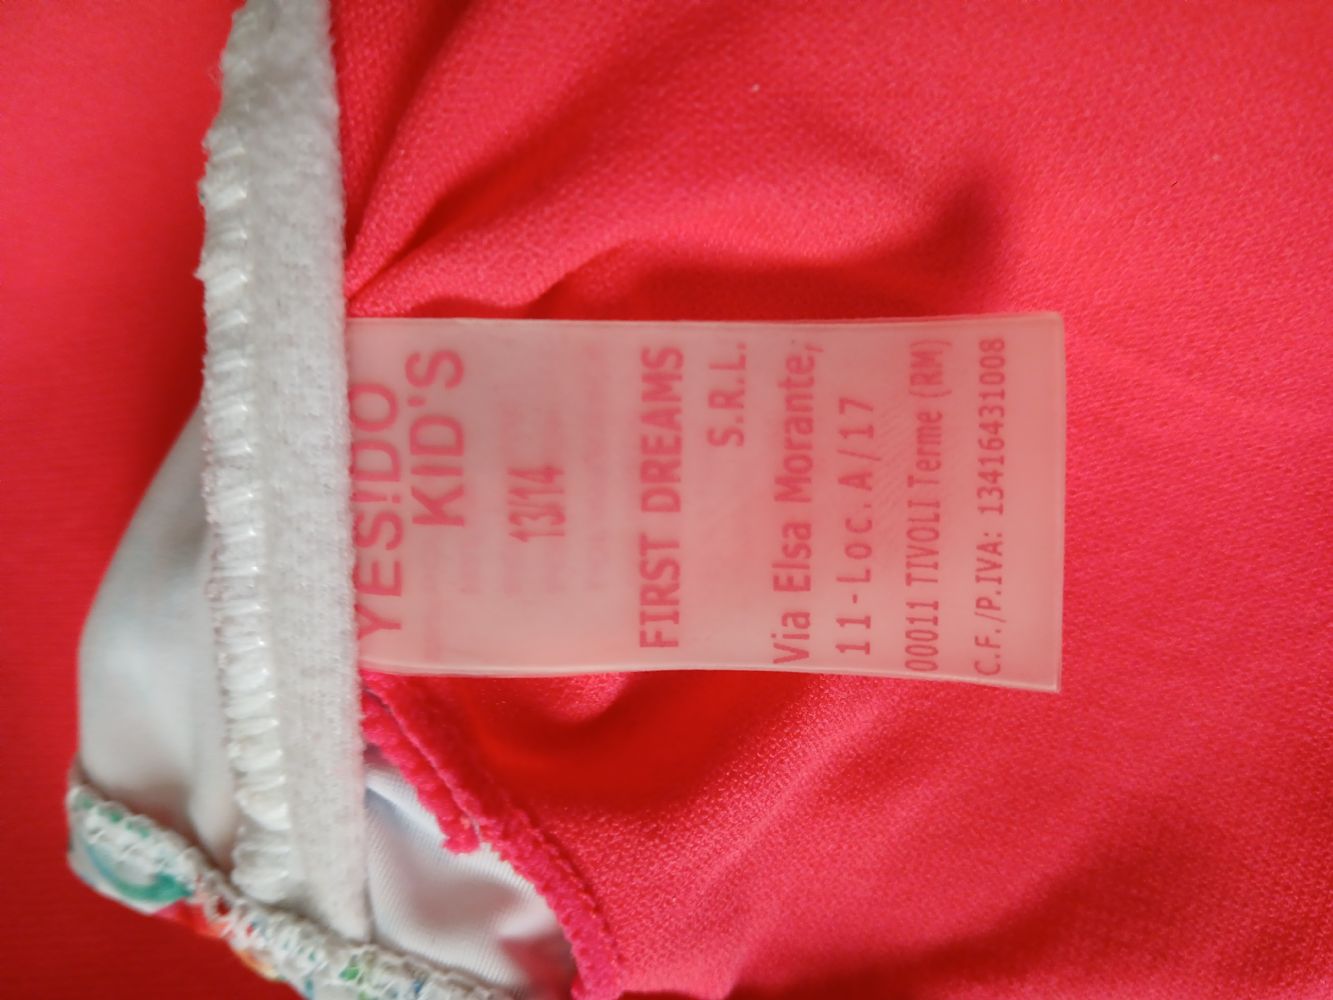 YES!DO
KID'S
13/14
FIRST DREAMS
S.R.L.
Via Elsa Morante,
11-Loc.A/17
00011 TIVOLI Terme (RM)
C.F./P.IVA: 13416431008